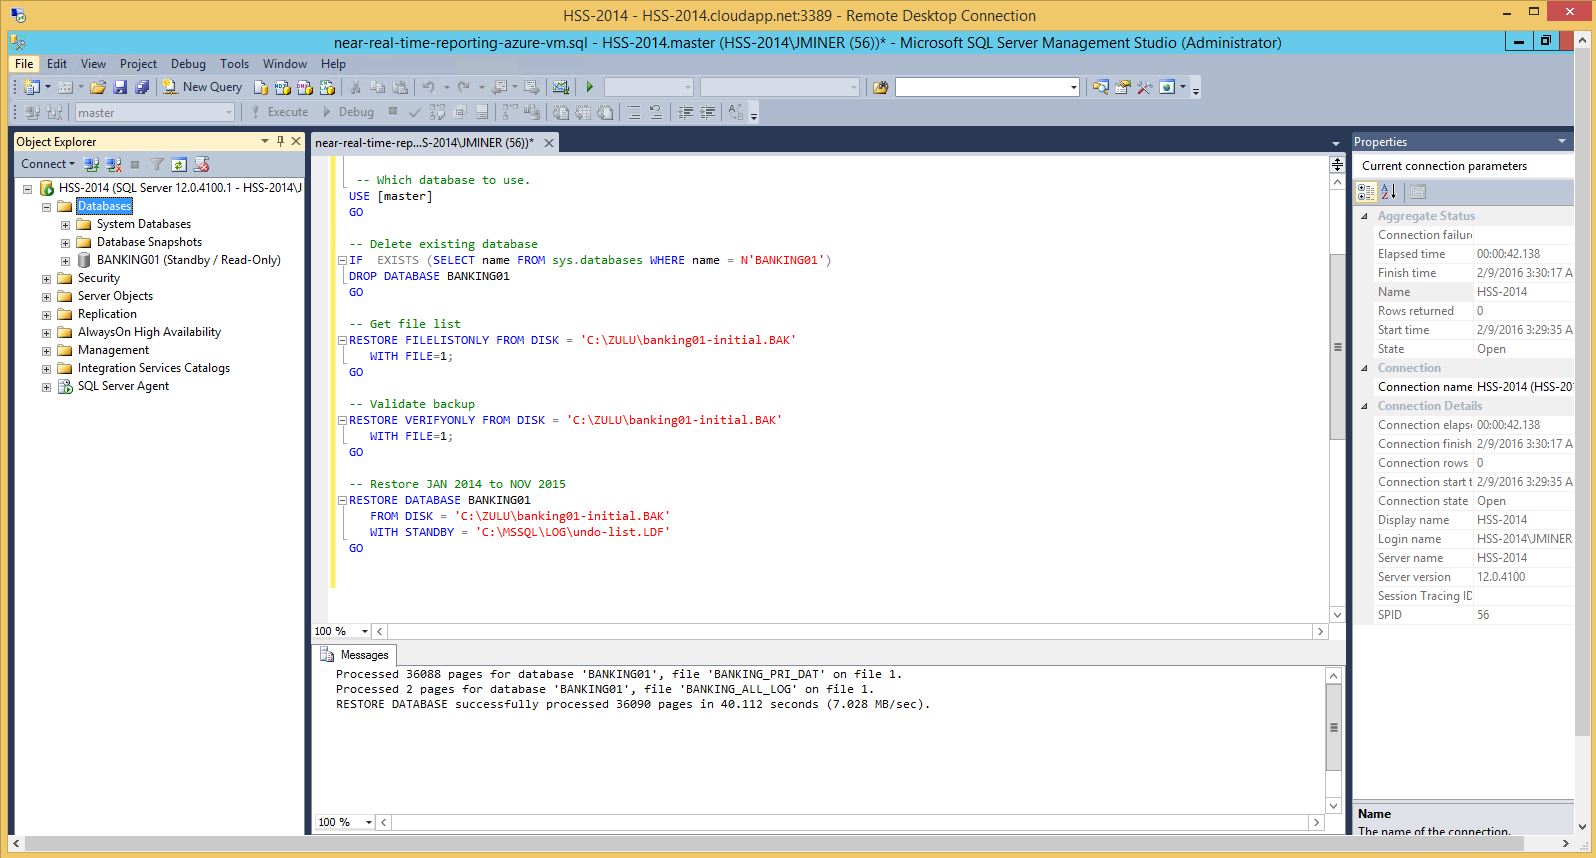 HSS-2014 - HSS-2014.cloudapp.net:3389 - Remote Desktop Connection
near-real-time-reporting-azure-vm.sql - HSS-2014.master (HSS-2014\JMINER (56))* - Microsoft SQL Server Management Studio (Administrator)
File Edit View Project Debug Tools Window Help
New Query
master
Execute Debug
Object Explorer
Connect
HSS-2014 (SQL Server 12.0.4100.1 - HSS-2014\J
Databases
System Databases
Database Snapshots
BANKING01 (Standby / Read-Only)
Security
Server Objects
Replication
AlwaysOn High Availability
Management
Integration Services Catalogs
SQL Server Agent
near-real-time-rep...S-2014\JMINER (56))*
-- Which database to use.
USE [master]
GO
-- Delete existing database
IF  EXISTS (SELECT name FROM sys.databases WHERE name = N'BANKING01')
DROP DATABASE BANKING01
GO
-- Get file list
RESTORE FILELISTONLY FROM DISK = 'C:\ZULU\banking01-initial.BAK'
WITH FILE=1;
GO
-- Validate backup
RESTORE VERIFYONLY FROM DISK = 'C:\ZULU\banking01-initial.BAK'
WITH FILE=1;
GO
-- Restore JAN 2014 to NOV 2015
RESTORE DATABASE BANKING01
FROM DISK = 'C:\ZULU\banking01-initial.BAK'
WITH STANDBY = 'C:\MSSQL\LOG\undo-list.LDF'
GO
100 %
Messages
Processed 36088 pages for database 'BANKING01', file 'BANKING_PRI_DAT' on file 1.
Processed 2 pages for database 'BANKING01', file 'BANKING_ALL_LOG' on file 1.
RESTORE DATABASE successfully processed 36090 pages in 40.112 seconds (7.028 MB/sec).
100 %
Properties
Current connection parameters
Aggregate Status
Connection failur
Elapsed time 00:00:42.138
Finish time 2/9/2016 3:30:17 A
Name HSS-2014
Rows returned 0
Start time 2/9/2016 3:29:35 A
State Open
Connection
Connection name HSS-2014 (HSS-20
Connection Details
Connection elaps 00:00:42.138
Connection finish 2/9/2016 3:30:17 A
Connection rows 0
Connection start t 2/9/2016 3:29:35 A
Connection state Open
Display name HSS-2014
Login name HSS-2014\JMINER
Server name HSS-2014
Server version 12.0.4100
Session Tracing ID
SPID 56
Name
The name of the connection.